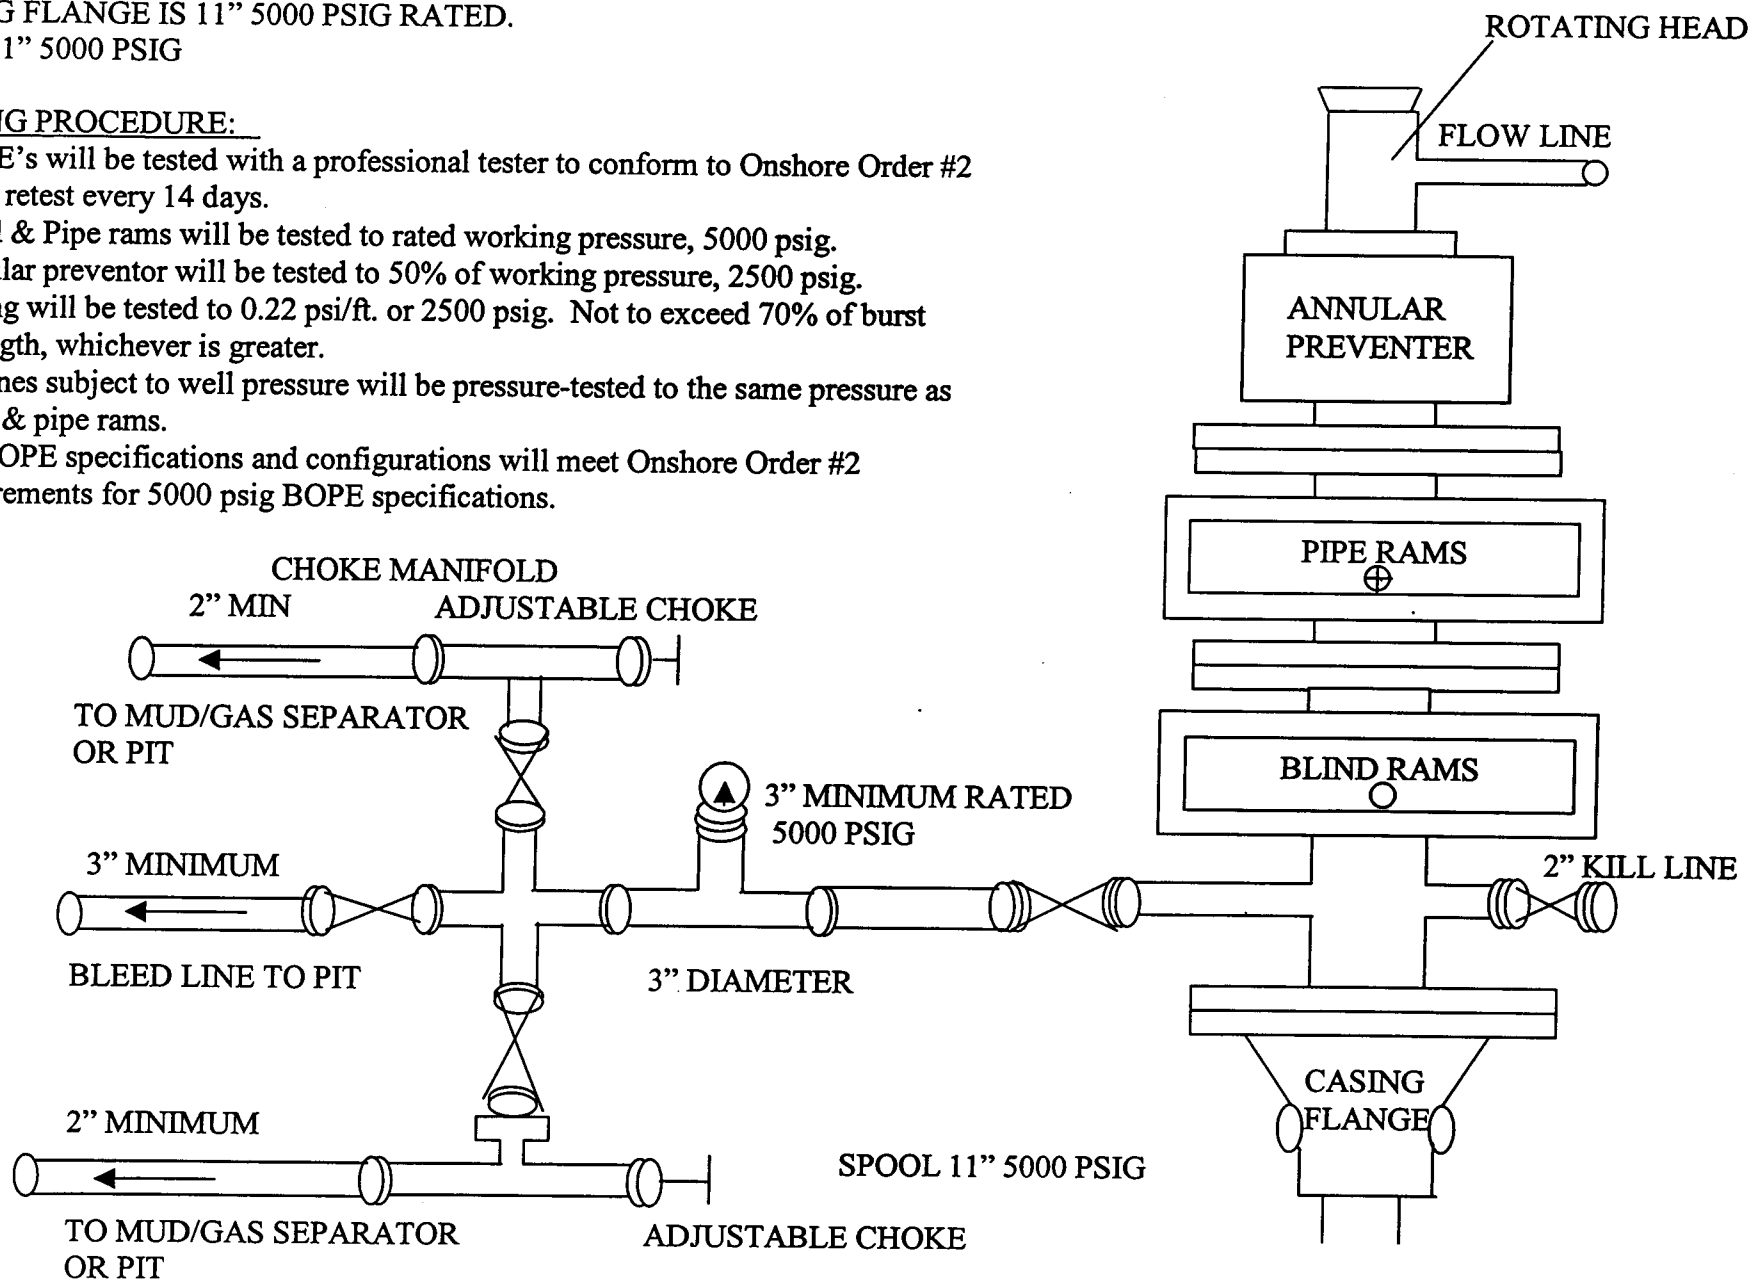 G FLANGE IS 11” 5000 PSIG RATED.
1” 5000 PSIG
NG PROCEDURE:
E’s will be tested with a professional tester to conform to Onshore Order #2
retest every 14 days.
& Pipe rams will be tested to rated working pressure, 5000 psig.
lar preventor will be tested to 50% of working pressure, 2500 psig.
ng will be tested to 0.22 psi/ft. or 2500 psig. Not to exceed 70% of burst
gth, whichever is greater.
nes subject to well pressure will be pressure-tested to the same pressure as
& pipe rams.
OPE specifications and configurations will meet Onshore Order #2
rements for 5000 psig BOPE specifications.
ROTATING HEAD
FLOW LINE
ANNULAR
PREVENTER
PIPE RAMS
BLIND RAMS
2” KILL LINE
CASING
FLANGE
CHOKE MANIFOLD
2” MIN
ADJUSTABLE CHOKE
TO MUD/GAS SEPARATOR
OR PIT
3” MINIMUM RATED
5000 PSIG
3” MINIMUM
BLEED LINE TO PIT
3” DIAMETER
2” MINIMUM
SPOOL 11” 5000 PSIG
TO MUD/GAS SEPARATOR
OR PIT
ADJUSTABLE CHOKE